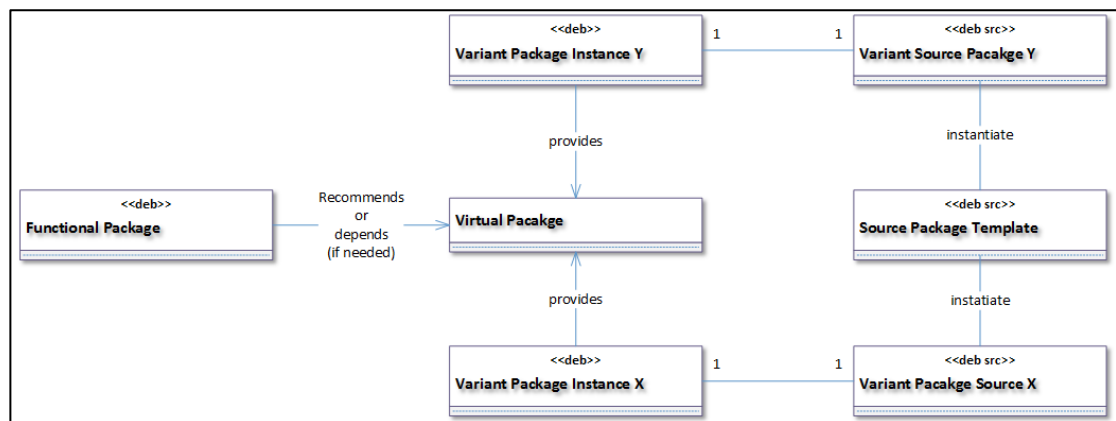 <<deb>>
Variant Package Instance Y
1
1
<<deb src>>
Variant Source Pacakge Y
provides
instantiate
<<deb>>
Functional Package
Recommends
or
depends
(if needed)
Virtual Pacakge
<<deb src>>
Source Package Template
provides
instatiate
<<deb>>
Variant Package Instance X
1
1
<<deb src>>
Variant Pacakge Source X